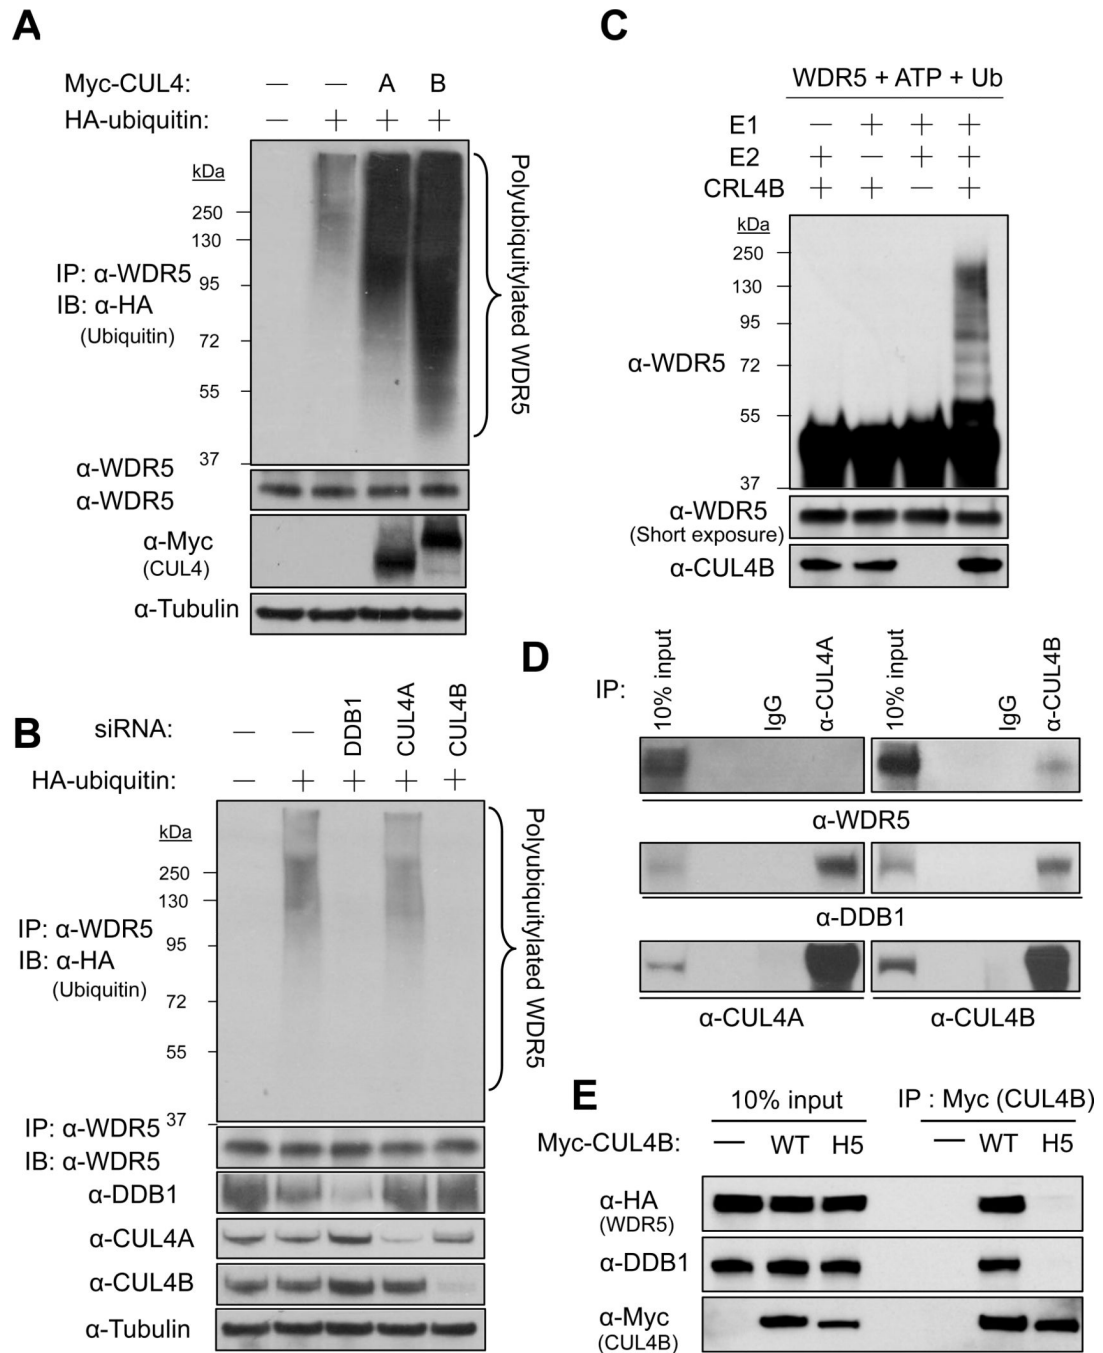 A
Myc-CUL4: — — A B
HA-ubiquitin: — + + +
kDa
250
130
95
72
55
37
IP: α-WDR5
IB: α-HA
(Ubiquitin)
Polyubiquitylated WDR5
α-WDR5
α-WDR5
α-Myc
(CUL4)
α-Tubulin
B
siRNA: — — DDB1 CUL4A CUL4B
HA-ubiquitin: — + + + +
kDa
250
130
95
72
55
37
IP: α-WDR5
IB: α-HA
(Ubiquitin)
Polyubiquitylated WDR5
IP: α-WDR5
IB: α-WDR5
α-DDB1
α-CUL4A
α-CUL4B
α-Tubulin
C
WDR5 + ATP + Ub
E1 — + + +
E2 + — + +
CRL4B + + — +
kDa
250
130
95
72
55
37
α-WDR5
α-WDR5
(Short exposure)
α-CUL4B
D
IP: 10% input IgG α-CUL4A 10% input IgG α-CUL4B
α-WDR5
α-DDB1
α-CUL4A α-CUL4B
E
10% input IP : Myc (CUL4B)
Myc-CUL4B: — WT H5 — WT H5
α-HA
(WDR5)
α-DDB1
α-Myc
(CUL4B)